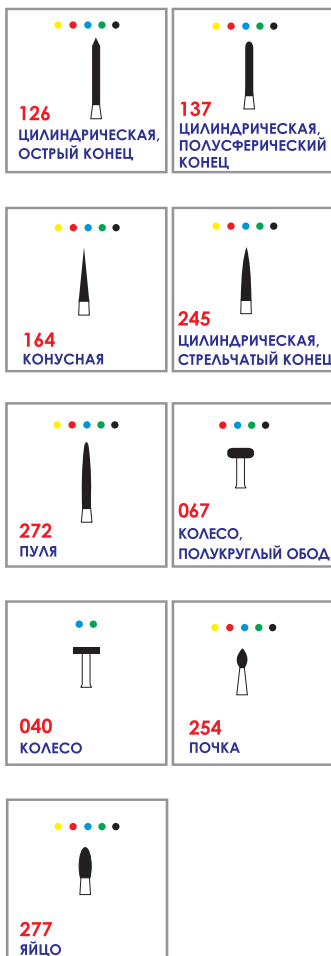 126
ЦИЛИНДРИЧЕСКАЯ,
ОСТРЫЙ КОНЕЦ
137
ЦИЛИНДРИЧЕСКАЯ,
ПОЛУСФЕРИЧЕСКИЙ
КОНЕЦ
164
КОНУСНАЯ
245
ЦИЛИНДРИЧЕСКАЯ,
СТРЕЛЬЧАТЫЙ КОНЕЦ
272
ПУЛЯ
067
КОЛЕСО,
ПОЛУКРУГЛЫЙ ОБОД
040
КОЛЕСО
254
ПОЧКА
277
ЯЙЦО